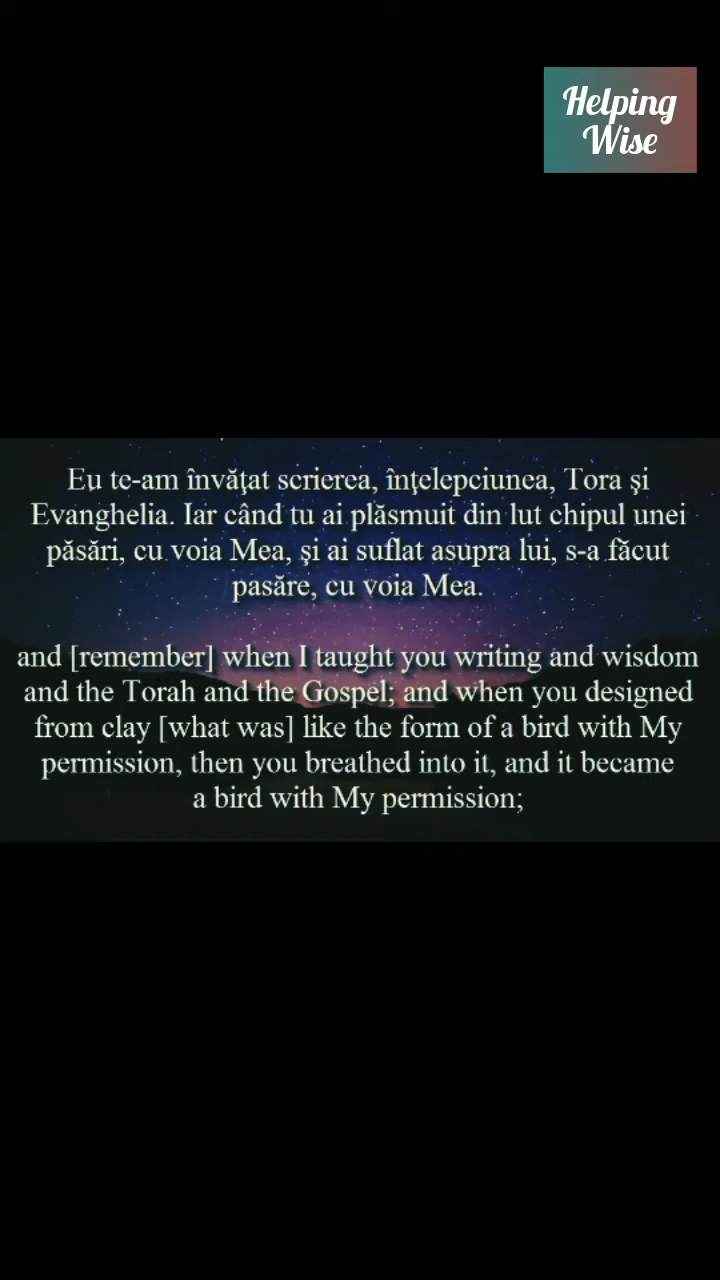 Helping
Wise
Eu te-am învăţat scrierea, înţelepciunea, Tora şi
Evanghelia. Iar când tu ai plăsmuit din lut chipul unei
păsări, cu voia Mea, şi ai suflat asupra lui, s-a făcut
pasăre, cu voia Mea.
and [remember] when I taught you writing and wisdom
and the Torah and the Gospel; and when you designed
from clay [what was] like the form of a bird with My
permission, then you breathed into it, and it became
a bird with My permission;